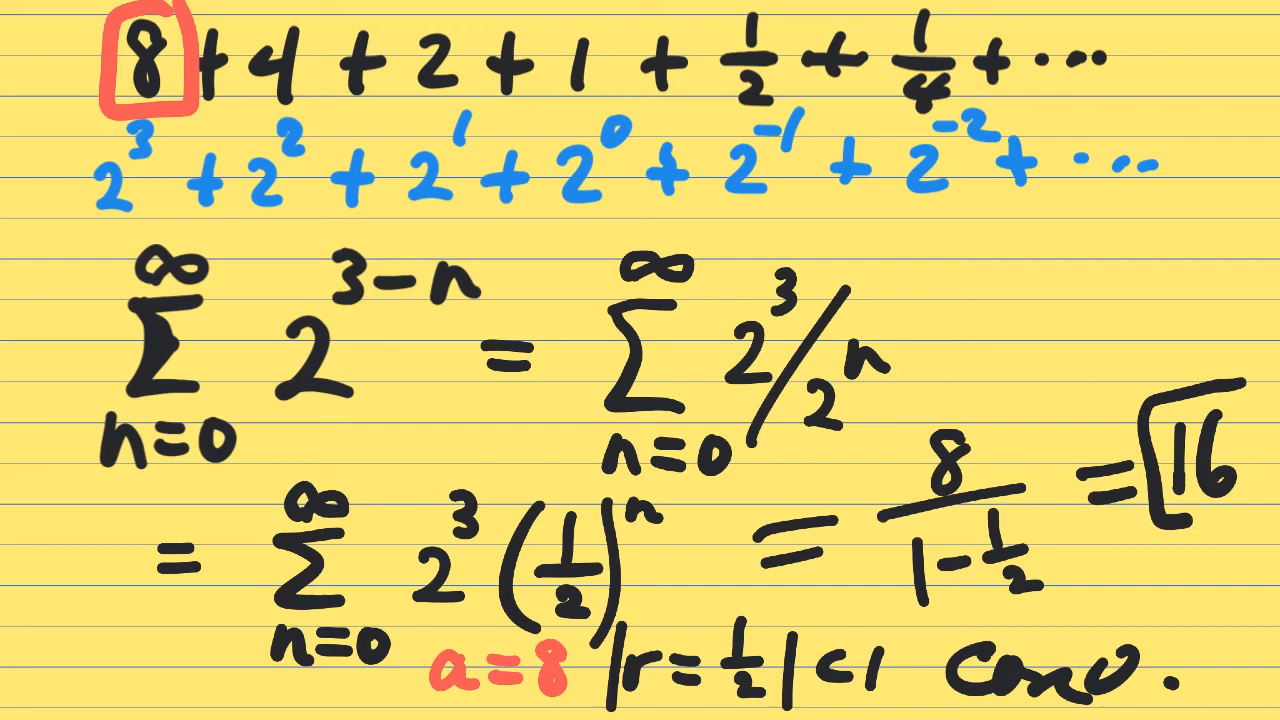 8 + 4 + 2 + 1 + 1/2 + 1/4 + ...
2^3 + 2^2 + 2^1 + 2^0 + 2^-1 + 2^-2 + ...
∞ Σ n=0 2^3-n = ∞ Σ n=0 2^3/2^n
= ∞ Σ n=0 2^3 (1/2)^n = 8/(1-1/2) = 16
a=8 |r=1/2|<1 conv.